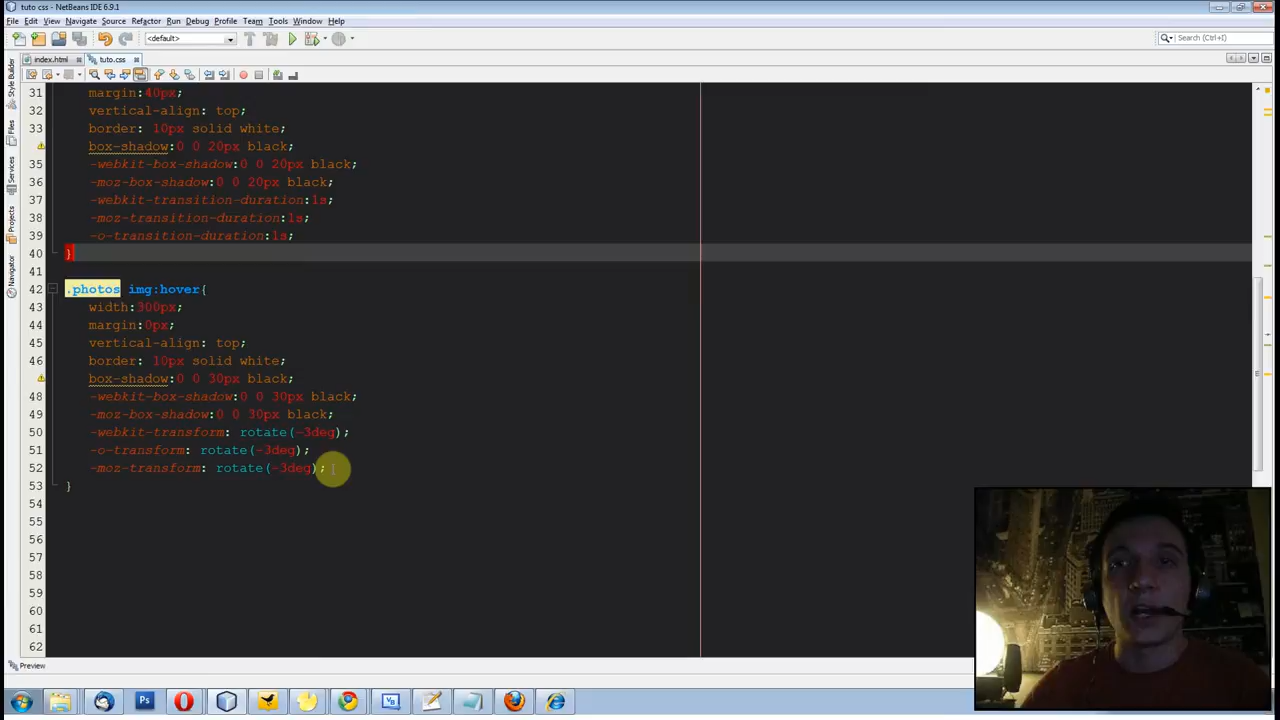 tuto css - NetBeans IDE 6.9.1
File Edit View Navigate Source Refactor Run Debug Profile Team Tools Window Help
<default>
Search (Ctrl+I)
index.html
tuto.css
Style Builder
Files
Services
Projects
Navigator
31 margin:40px;
32 vertical-align: top;
33 border: 10px solid white;
box-shadow:0 0 20px black;
35 -webkit-box-shadow:0 0 20px black;
36 -moz-box-shadow:0 0 20px black;
37 -webkit-transition-duration:1s;
38 -moz-transition-duration:1s;
39 -o-transition-duration:1s;
40 }
41
42 .photos img:hover{
43 width:300px;
44 margin:0px;
45 vertical-align: top;
46 border: 10px solid white;
box-shadow:0 0 30px black;
48 -webkit-box-shadow:0 0 30px black;
49 -moz-box-shadow:0 0 30px black;
50 -webkit-transform: rotate(-3deg);
51 -o-transform: rotate(-3deg);
52 -moz-transform: rotate(-3deg);
53 }
54
55
56
57
58
59
60
61
62
Preview
Ps